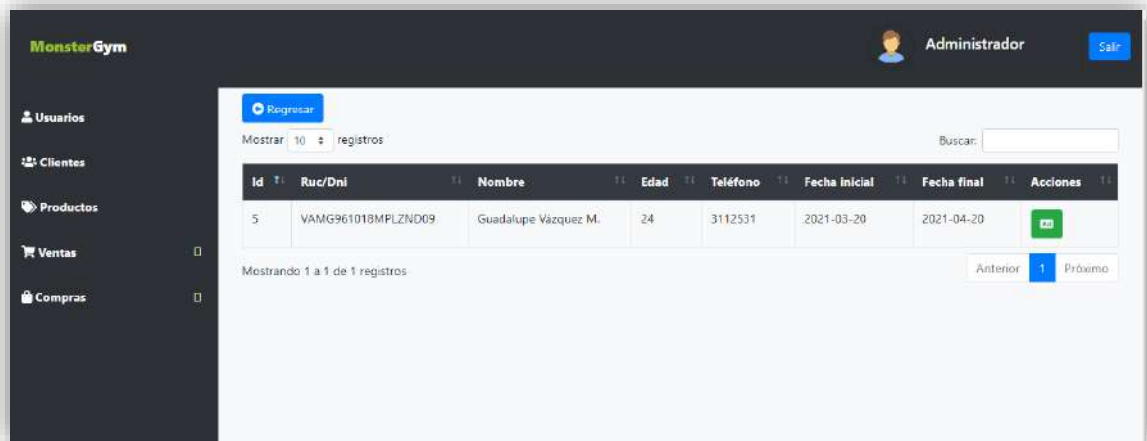 MonsterGym
Administrador
Salir
Usuarios
Clientes
Productos
Ventas
Compras
Regresar
Mostrar 10 registros
Buscar:
Id Ruc/Dni Nombre Edad Teléfono Fecha inicial Fecha final Acciones
5 VAMG961018MPLZND09 Guadalupe Vázquez M. 24 3112531 2021-03-20 2021-04-20
Mostrando 1 a 1 de 1 registros
Anterior 1 Próximo